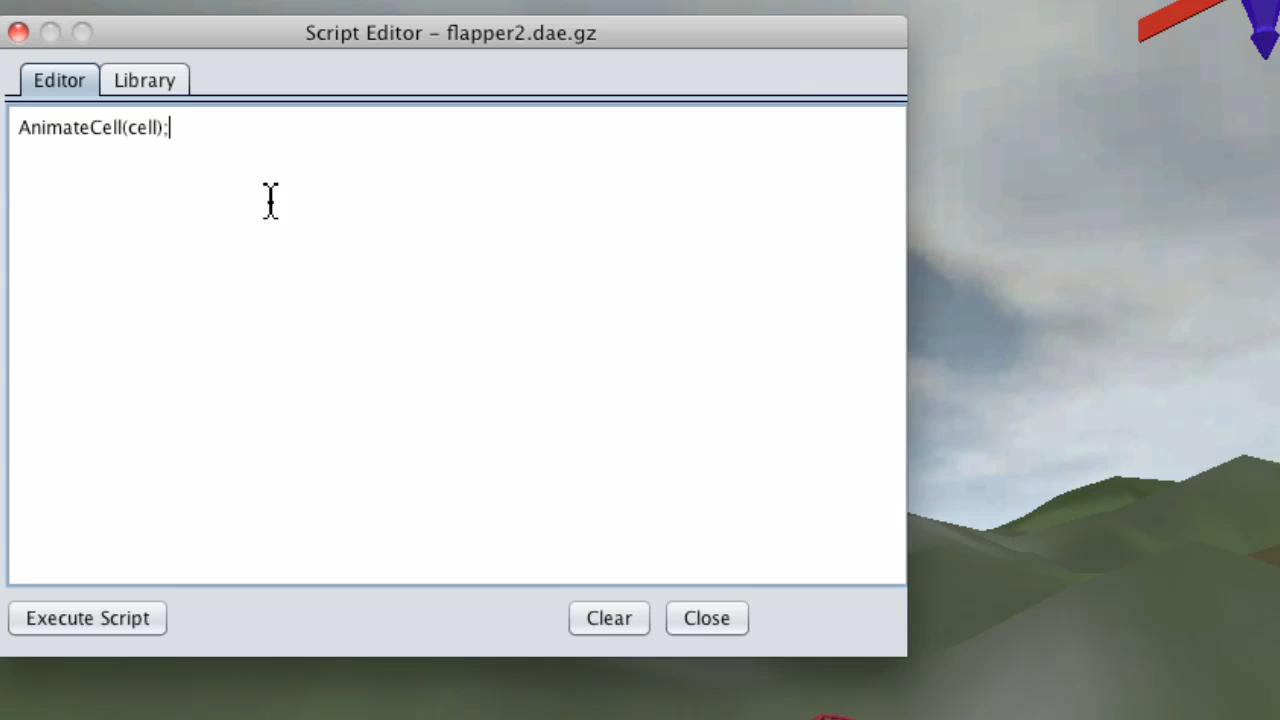 Script Editor – flapper2.dae.gz
Editor
Library
AnimateCell(cell);
Execute Script
Clear
Close